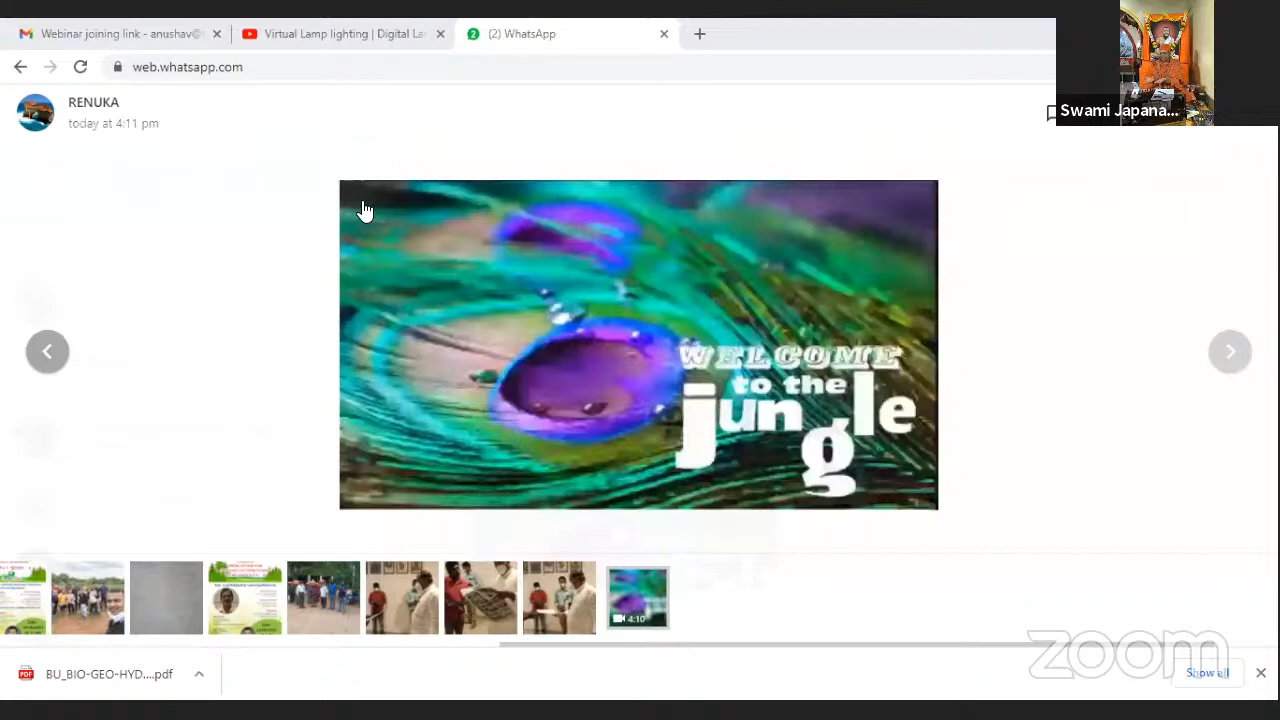 Webinar joining link - anushav@
Virtual Lamp lighting | Digital La
(2) WhatsApp
web.whatsapp.com
Swami Japana...
RENUKA
today at 4:11 pm
WELCOME
to the
jungle
4:10
zoom
BU_BIO-GEO-HYD....pdf
Show all